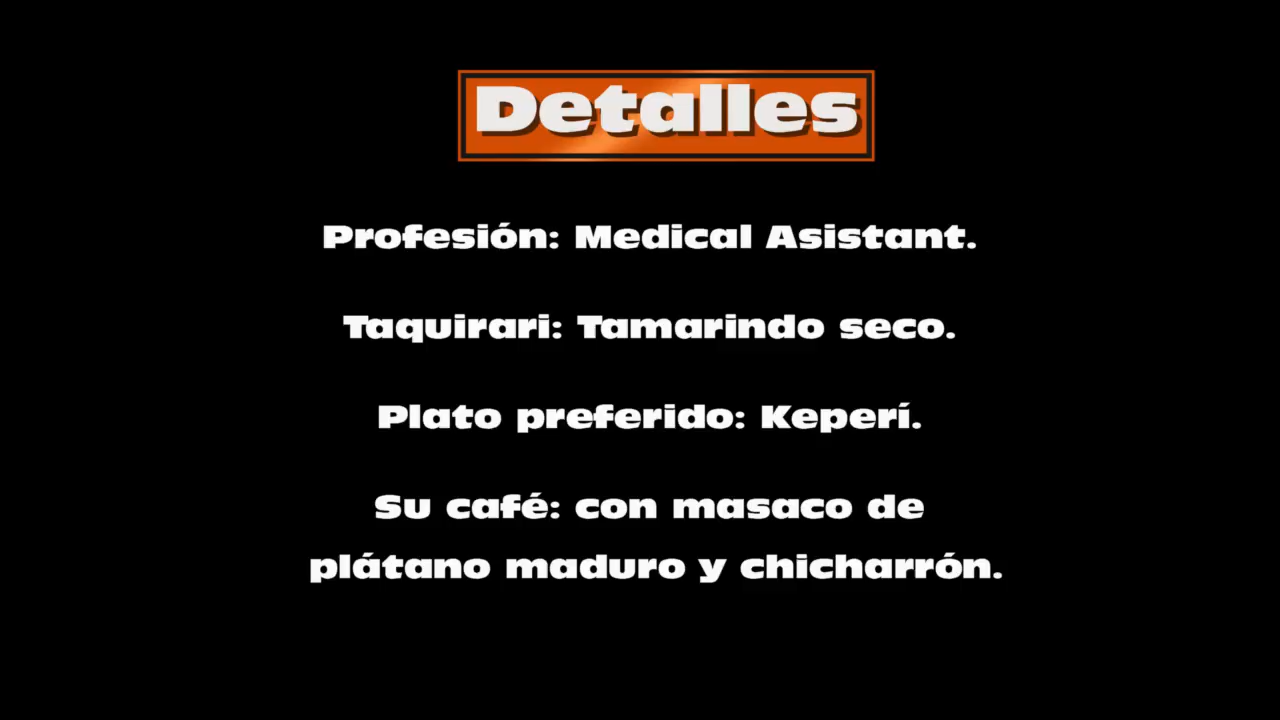 Detalles
Profesión: Medical Asistant.
Taquirari: Tamarindo seco.
Plato preferido: Keperí.
Su café: con masaco de
plátano maduro y chicharrón.